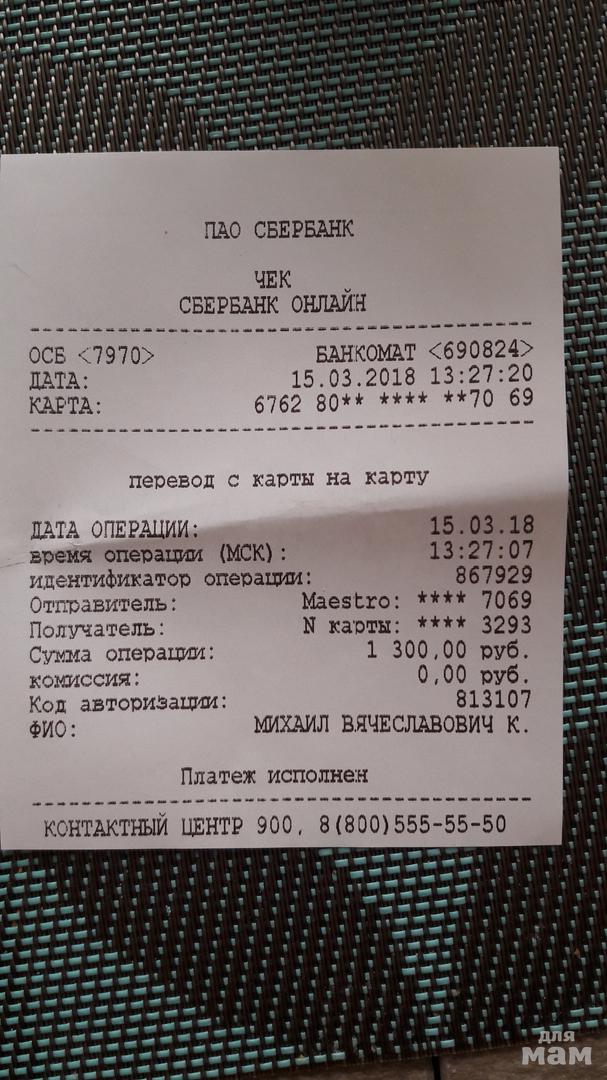 ПАО СБЕРБАНК
ЧЕК
СБЕРБАНК ОНЛАЙН
ОСБ <7970> БАНКОМАТ <690824>
ДАТА: 15.03.2018 13:27:20
КАРТА: 6762 80** **** **70 69
перевод с карты на карту
ДАТА ОПЕРАЦИИ: 15.03.18
время операции (МСК): 13:27:07
идентификатор операции: 867929
Отправитель: Maestro: **** 7069
Получатель: N карты: **** 3293
Сумма операции: 1 300,00 руб.
комиссия: 0,00 руб.
Код авторизации: 813107
ФИО: МИХАИЛ ВЯЧЕСЛАВОВИЧ К.
Платеж исполнен
КОНТАКТНЫЙ ЦЕНТР 900, 8(800)555-55-50
для
мам